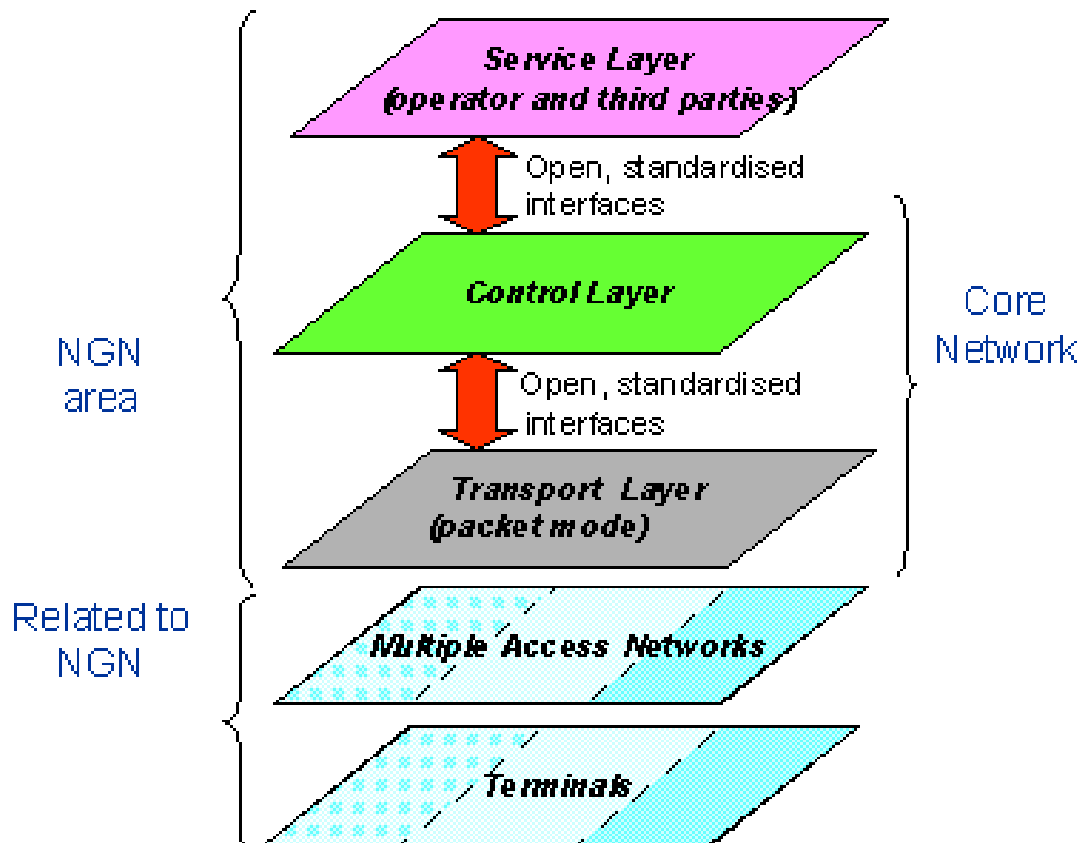 Service Layer
(operator and third parties)
Open, standardised
interfaces
Control Layer
Core
Network
NGN
area
Open, standardised
interfaces
Transport Layer
(packet mode)
Related to
NGN
Multiple Access Networks
Terminals